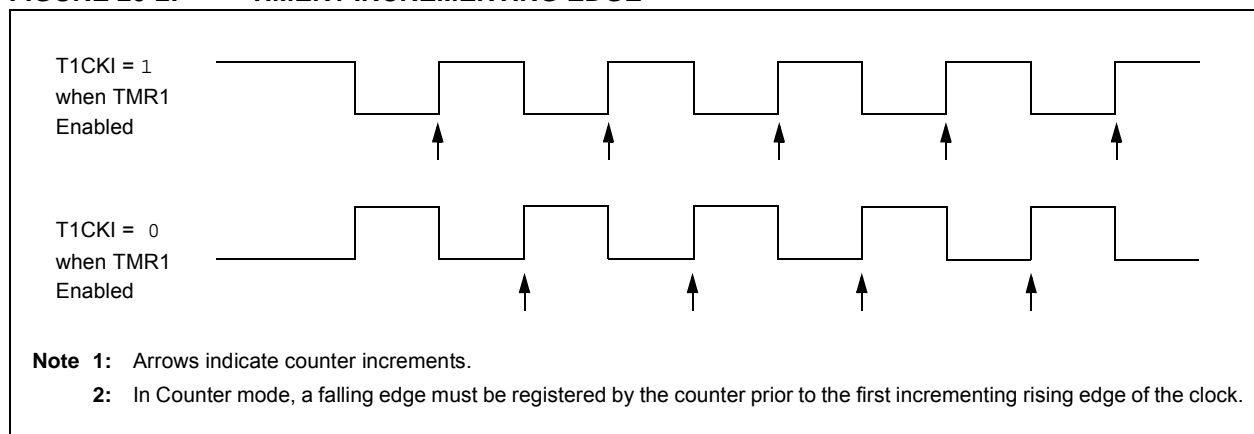 T1CKI = 1
when TMR1
Enabled
T1CKI = 0
when TMR1
Enabled
Note 1: Arrows indicate counter increments.
2: In Counter mode, a falling edge must be registered by the counter prior to the first incrementing rising edge of the clock.